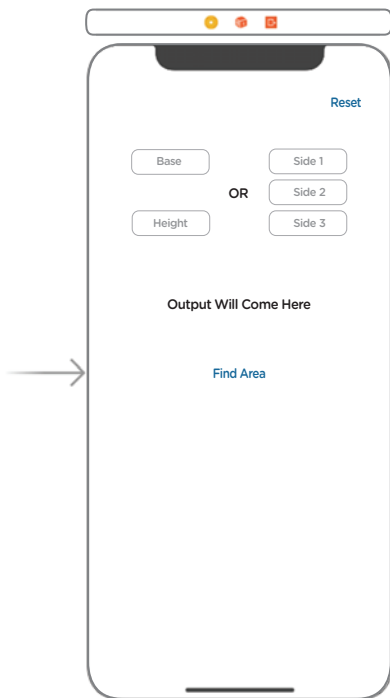 Reset
Base
Side 1
OR
Side 2
Height
Side 3
Output Will Come Here
Find Area